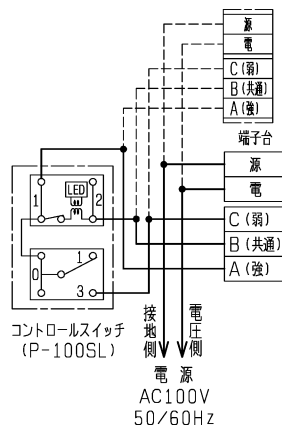 源
電
C(弱)
B(共通)
A(強)
端子台
源
電
C(弱)
B(共通)
A(強)
LED
1
2
1
0
3
コントロールスイッチ
(P-100SL)
接地側
電圧側
電 源
AC100V
50/60Hz